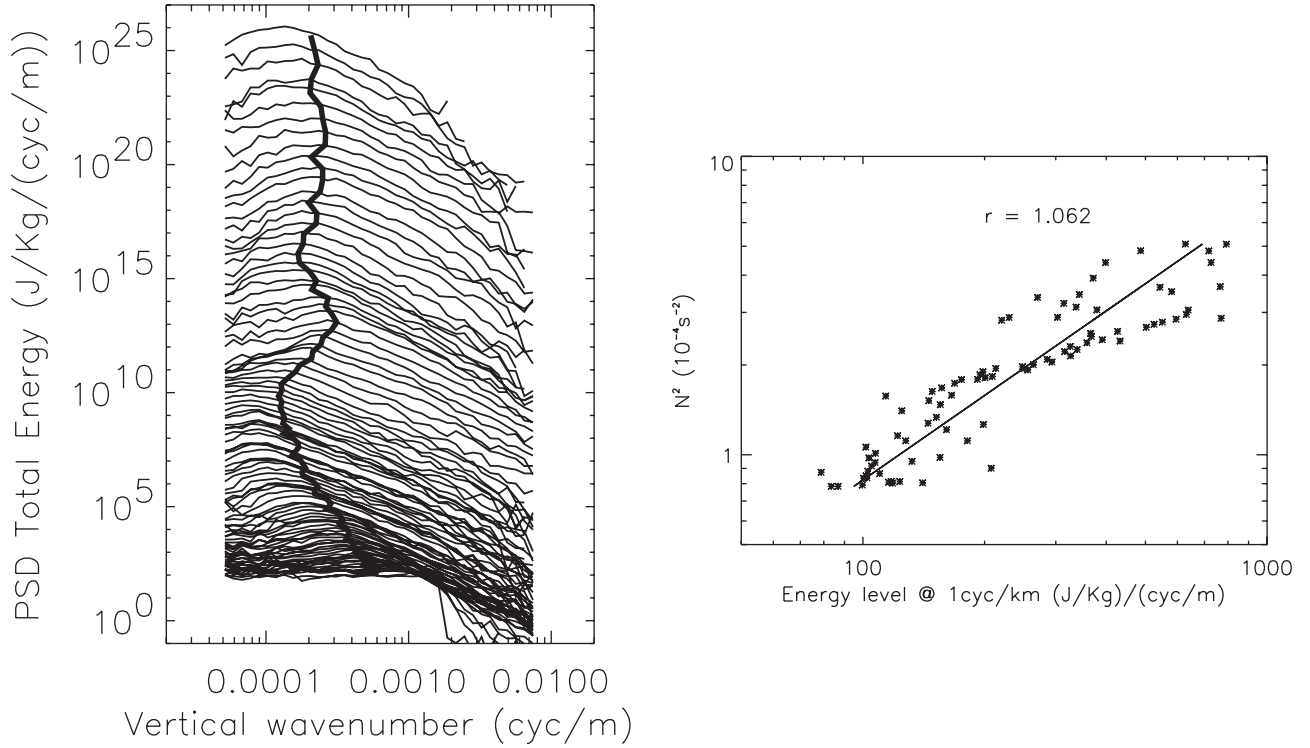 PSD Total Energy (J/Kg/(cyc/m))
10^25
10^20
10^15
10^10
10^5
10^0
0.0001 0.0010 0.0100
Vertical wavenumber (cyc/m)
N² (10⁻⁴s⁻²)
10
1
r = 1.062
100 1000
Energy level @ 1cyc/km (J/Kg)/(cyc/m)